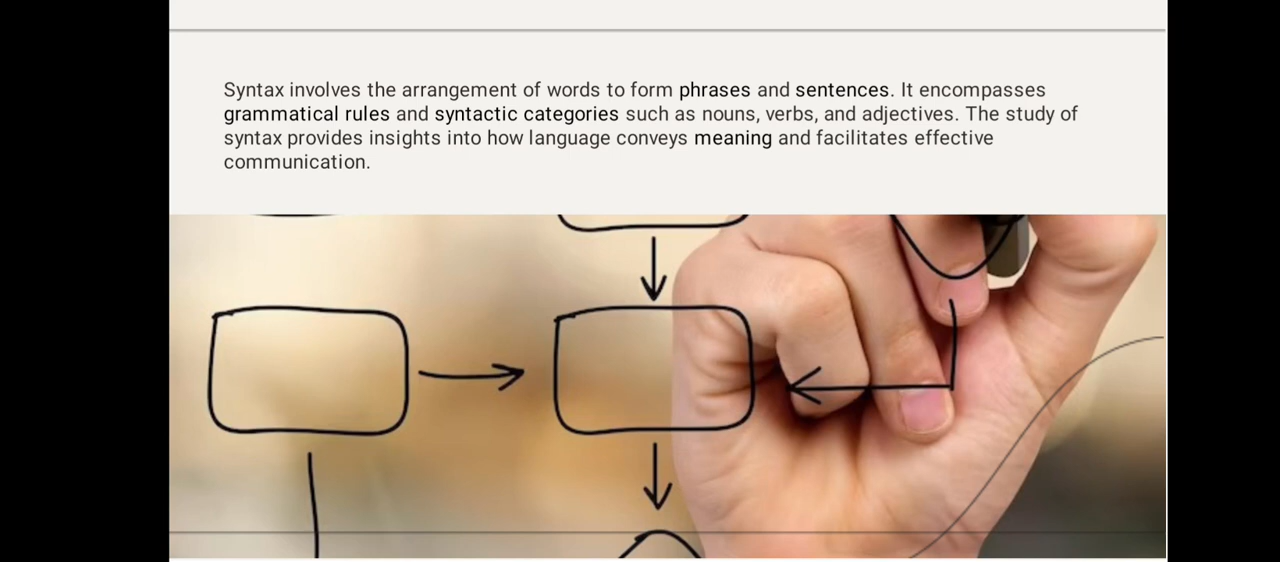 Syntax involves the arrangement of words to form phrases and sentences. It encompasses
grammatical rules and syntactic categories such as nouns, verbs, and adjectives. The study of
syntax provides insights into how language conveys meaning and facilitates effective
communication.